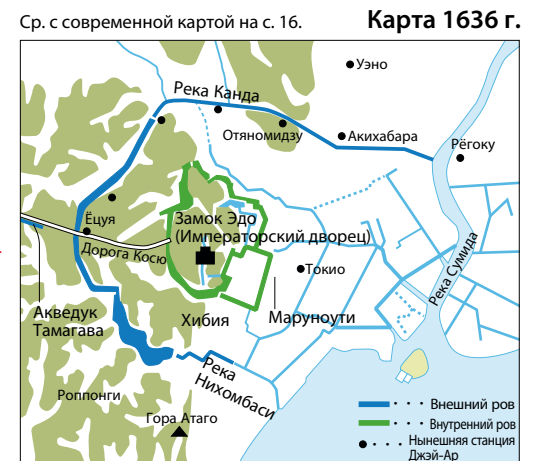 Ср. с современной картой на с. 16.
Карта 1636 г.
Уэно
Река Канда
Отяномидзу
Акихабара
Рёгоку
Ёцуя
Замок Эдо
(Императорский дворец)
Дорога Косю
Токио
Река Сумида
Акведук
Тамагава
Хибия
Маруноути
Река
Нихомбаси
Роппонги
Гора Атаго
Внешний ров
Внутренний ров
Нынешняя станция
Джэй-Ар